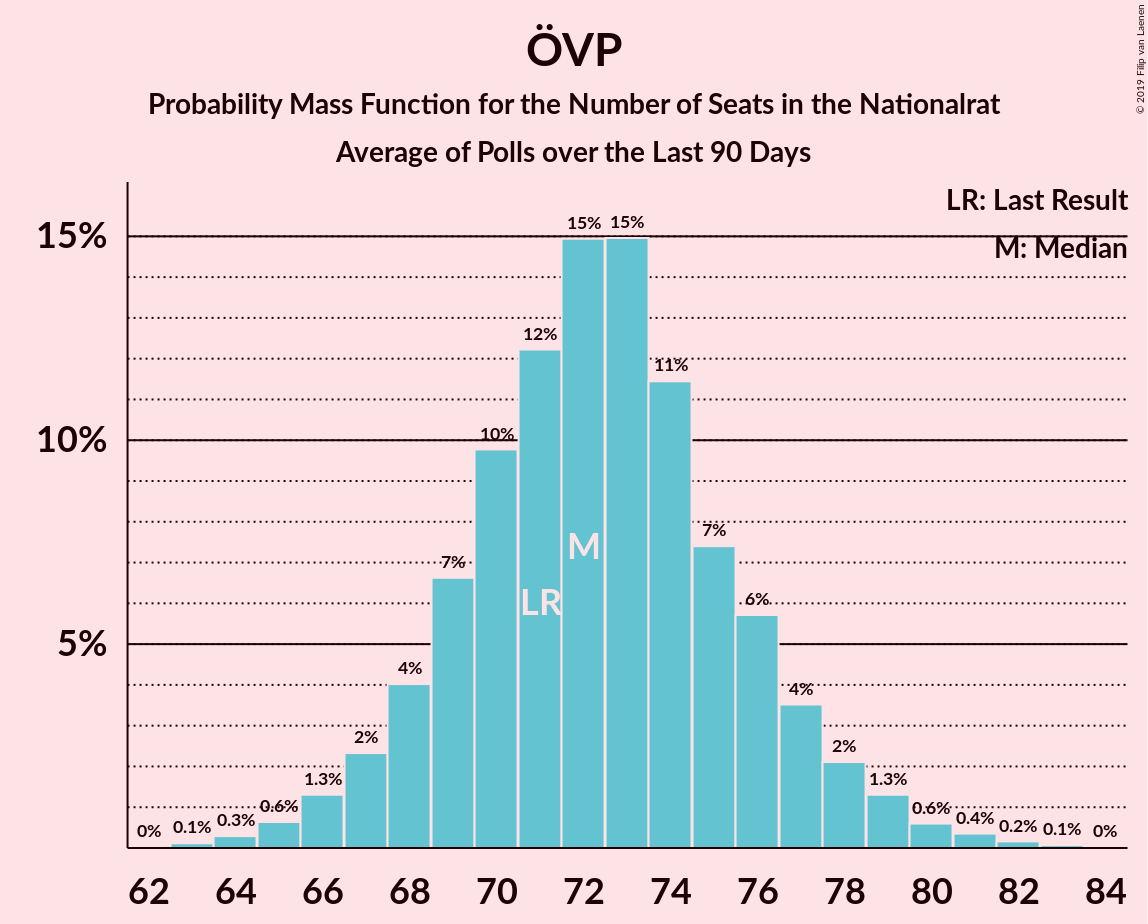 ÖVP
Probability Mass Function for the Number of Seats in the Nationalrat
Average of Polls over the Last 90 Days
© 2019 Filip van Laenen
LR: Last Result
M: Median
15%
10%
5%
0% 0.1% 0.3% 0.6% 1.3% 2% 4% 7% 10% 12% 15% 15% 11% 7% 6% 4% 2% 1.3% 0.6% 0.4% 0.2% 0.1% 0%
M
LR
62 64 66 68 70 72 74 76 78 80 82 84